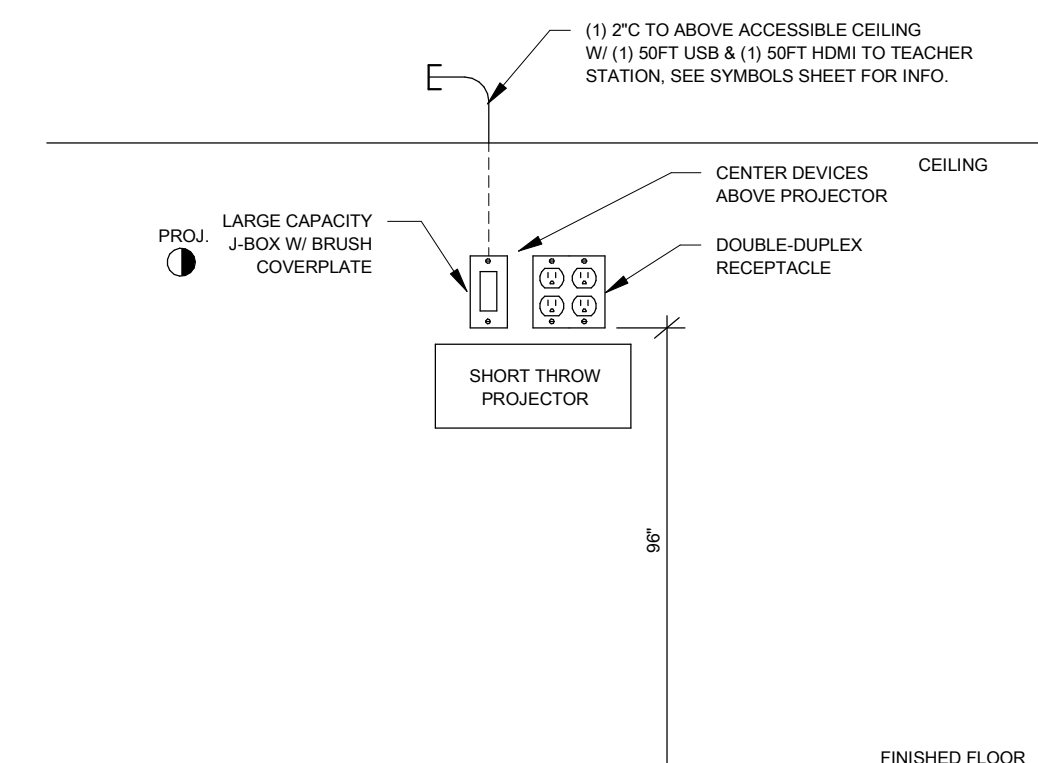 (1) 2"C TO ABOVE ACCESSIBLE CEILING
W/ (1) 50FT USB & (1) 50FT HDMI TO TEACHER
STATION, SEE SYMBOLS SHEET FOR INFO.
CEILING
CENTER DEVICES
ABOVE PROJECTOR
PROJ.
LARGE CAPACITY
J-BOX W/ BRUSH
COVERPLATE
DOUBLE-DUPLEX
RECEPTACLE
SHORT THROW
PROJECTOR
96"
FINISHED FLOOR